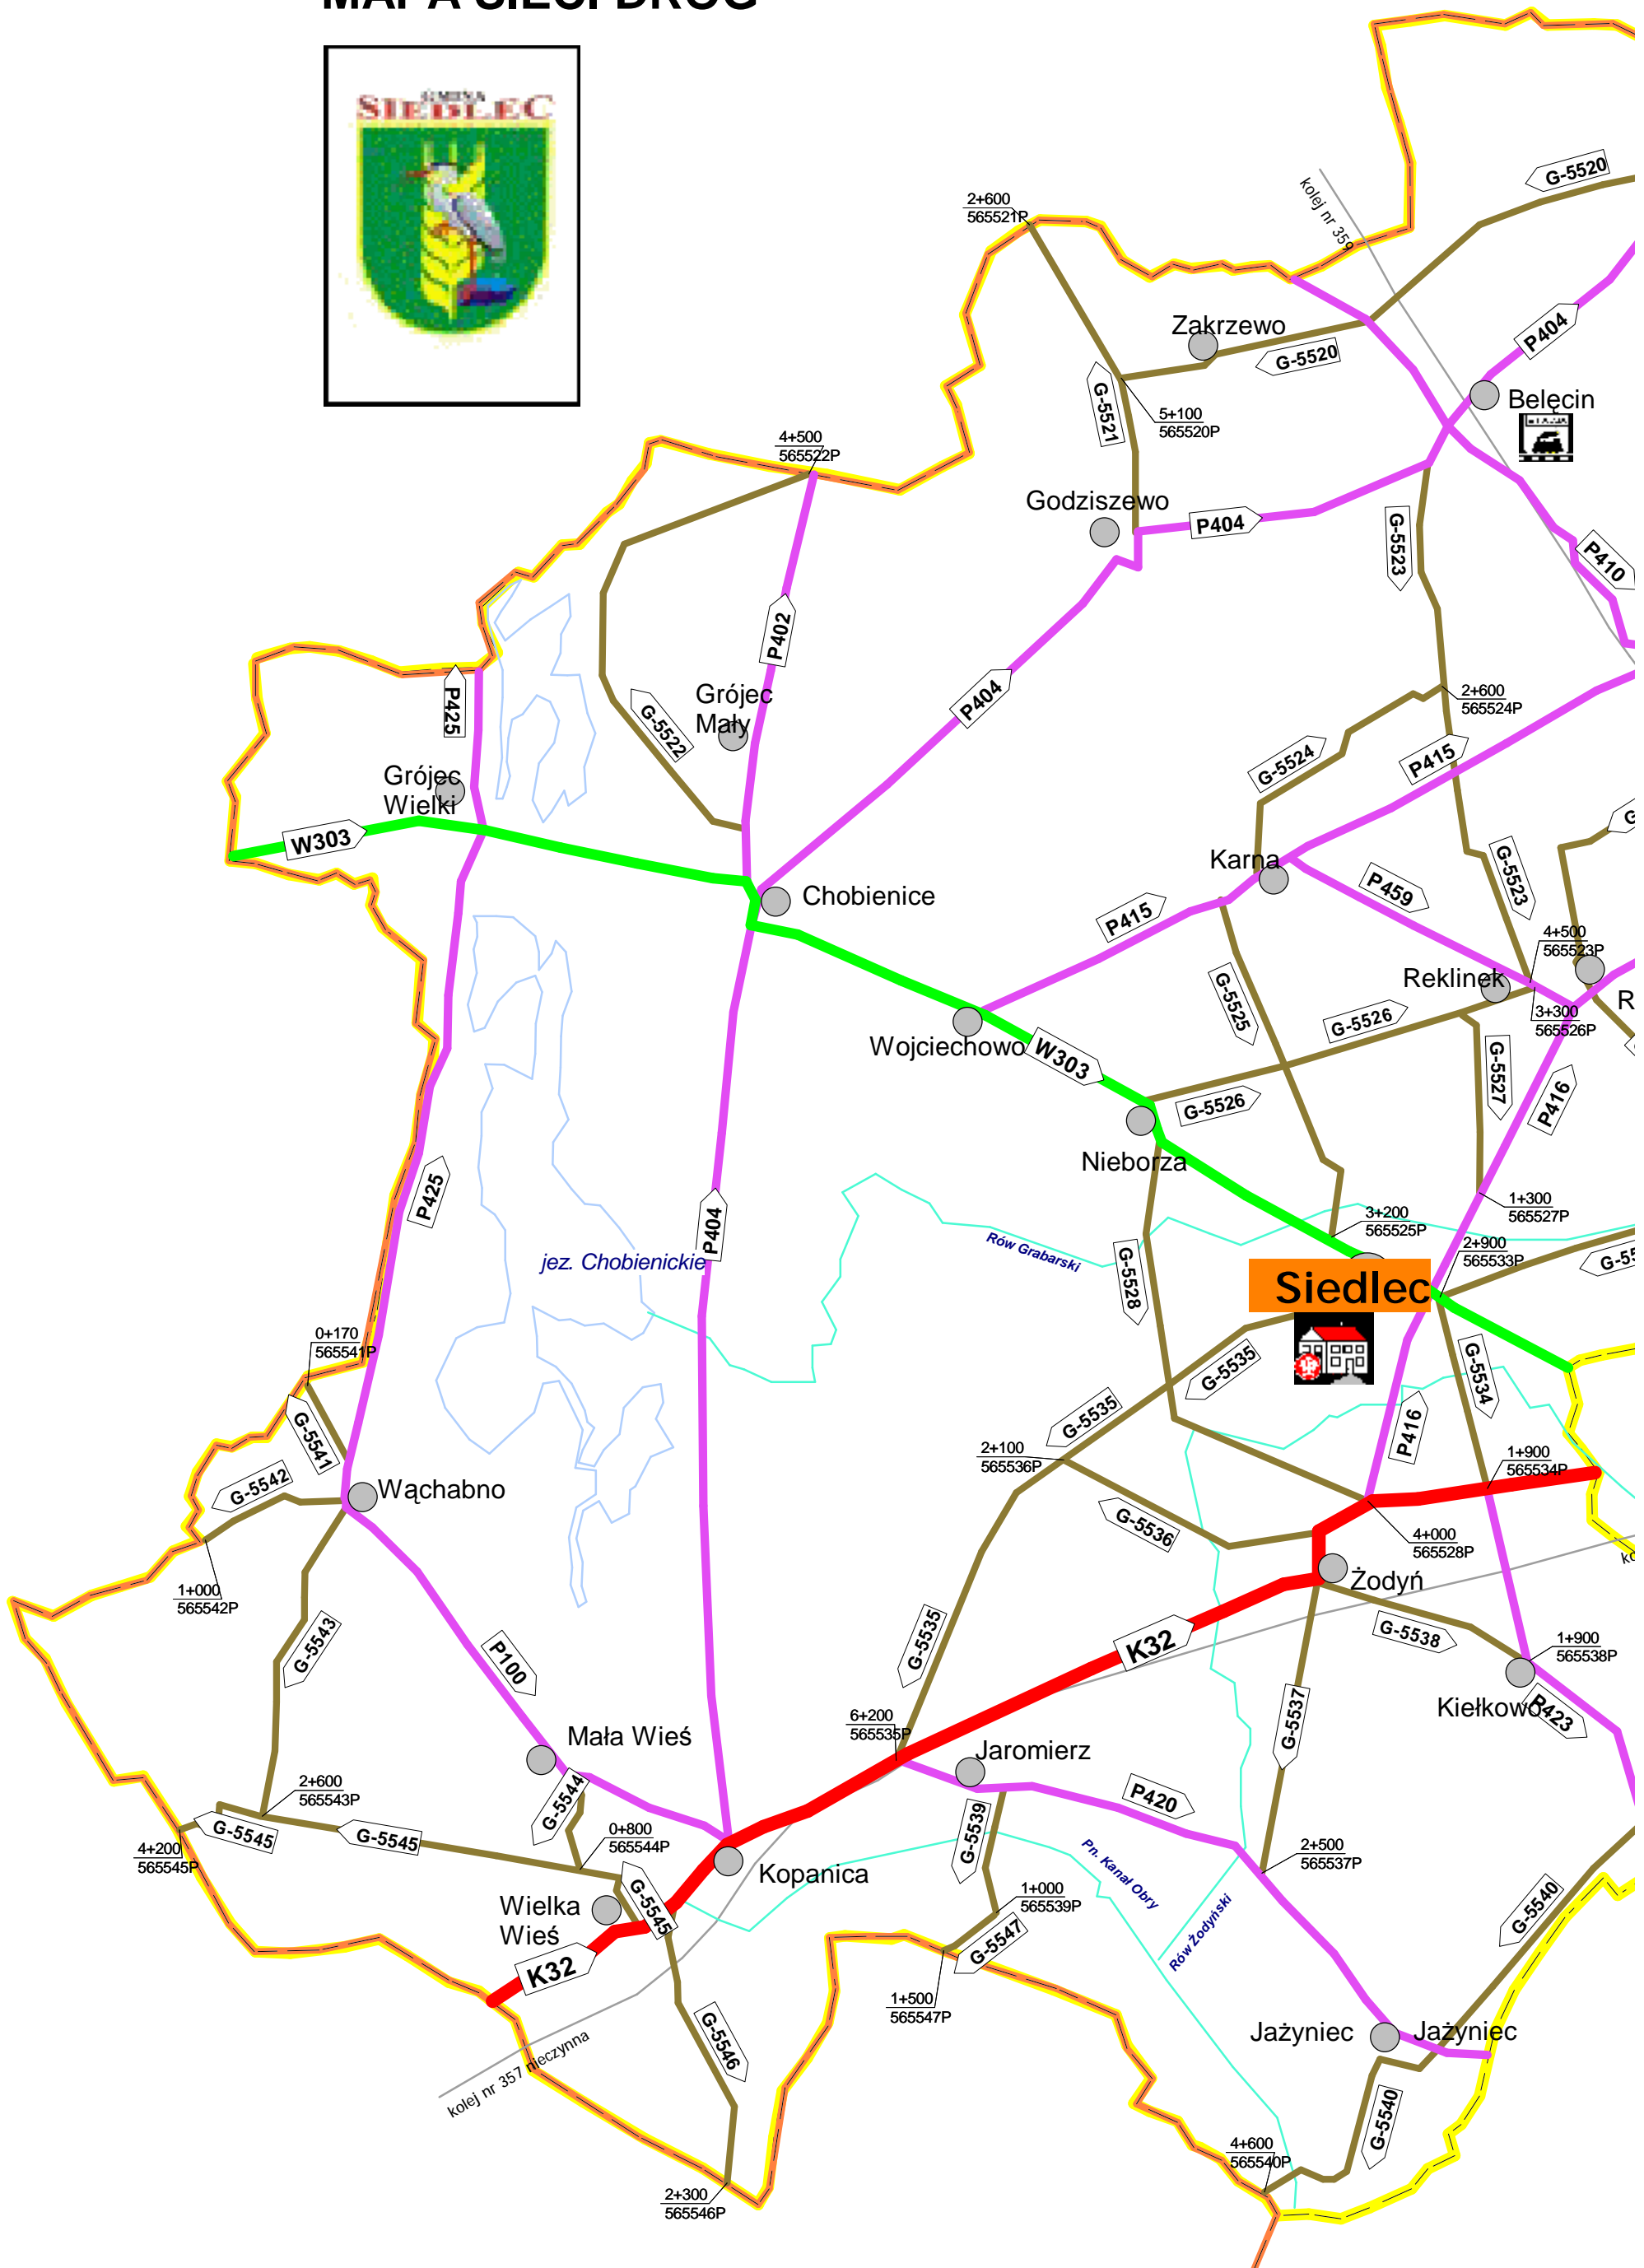 MAPA SIECI DRÓG
GMINA
SIEDLEC
kolej nr 359
G-5520
2+600
565521P
Zakrzewo
G-5520
P404
G-5521
5+100
565520P
Belęcin
4+500
565522P
Godziszewo
P404
G-5523
P410
P402
P425
Grójec
Mały
G-5522
P404
2+600
565524P
G-5524
P415
Grójec
Wielki
W303
Karna
P459
G-5523
Chobienice
P415
4+500
565523P
Reklinek
G-5525
G-5526
3+300
565526P
R
Wojciechowo
W303
G-5527
P416
G-5526
Nieborza
P425
P404
1+300
565527P
3+200
565525P
Rów Grabarski
jez. Chobienickie
G-5528
2+900
565533P
G-55
Siedlec
0+170
565541P
G-5535
G-5534
G-5541
G-5535
P416
2+100
565536P
1+900
565534P
G-5542
Wąchabno
G-5536
4+000
565528P
ko
1+000
565542P
Żodyń
G-5543
P100
G-5535
K32
G-5538
1+900
565538P
Kiełkowo
P423
6+200
565535P
G-5537
Mała Wieś
Jaromierz
2+600
565543P
G-5544
P420
G-5545
G-5545
4+200
565545P
0+800
565544P
G-5539
2+500
565537P
Kopanica
Pn. Kanał Obry
Wielka
Wieś
G-5545
1+000
565539P
Rów Żodyński
G-5540
G-5547
K32
1+500
565547P
kolej nr 357 nieczynna
G-5546
Jażyniec
Jażyniec
G-5540
4+600
565540P
2+300
565546P